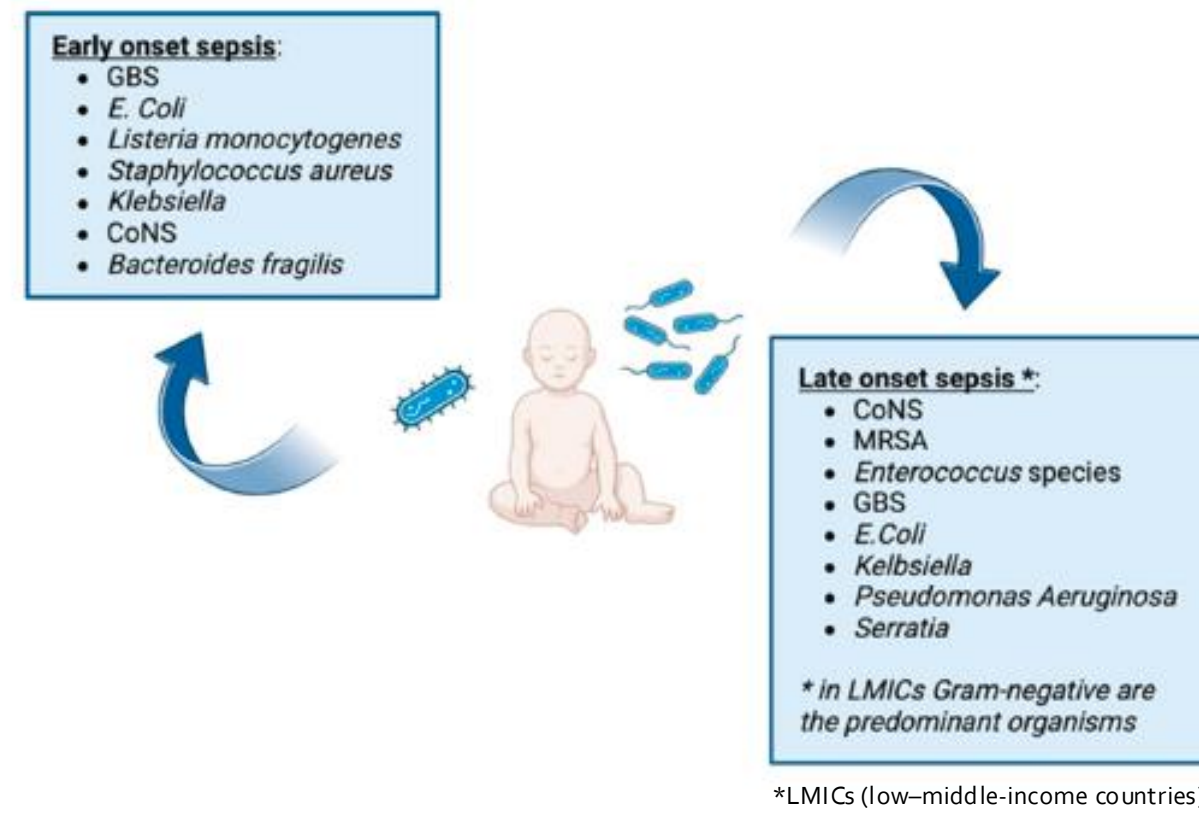 Early onset sepsis:
• GBS
• E. Coli
• Listeria monocytogenes
• Staphylococcus aureus
• Klebsiella
• CoNS
• Bacteroides fragilis
Late onset sepsis *:
• CoNS
• MRSA
• Enterococcus species
• GBS
• E.Coli
• Kelbsiella
• Pseudomonas Aeruginosa
• Serratia
* in LMICs Gram-negative are
the predominant organisms
*LMICs (low–middle-income countries)